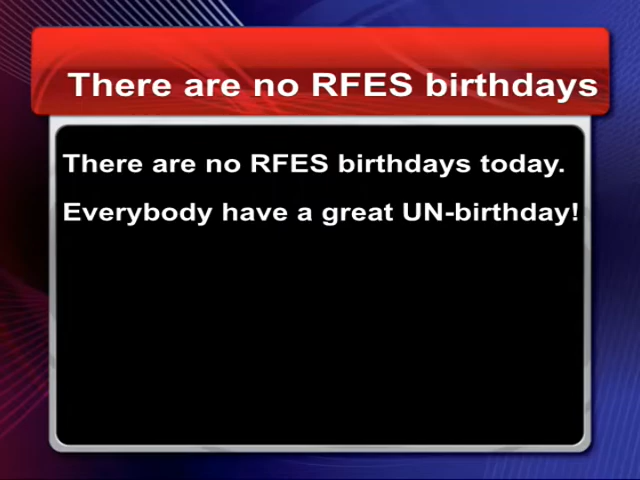 There are no RFES birthdays
There are no RFES birthdays today.
Everybody have a great UN-birthday!